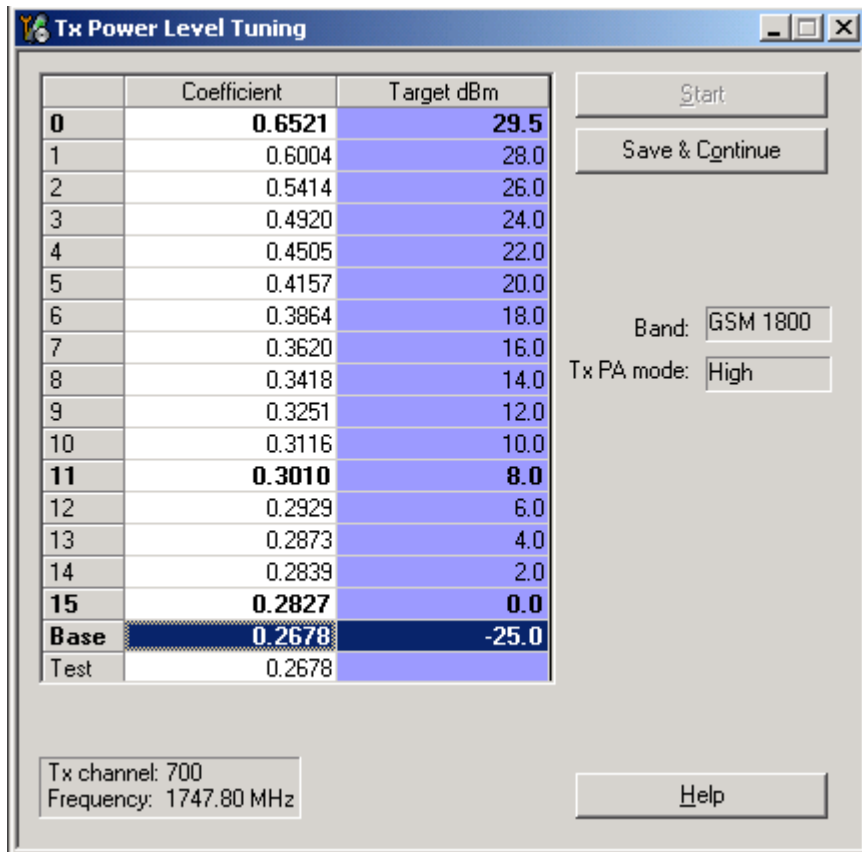 Tx Power Level Tuning
Coefficient Target dBm
0 0.6521 29.5
1 0.6004 28.0
2 0.5414 26.0
3 0.4920 24.0
4 0.4505 22.0
5 0.4157 20.0
6 0.3864 18.0
7 0.3620 16.0
8 0.3418 14.0
9 0.3251 12.0
10 0.3116 10.0
11 0.3010 8.0
12 0.2929 6.0
13 0.2873 4.0
14 0.2839 2.0
15 0.2827 0.0
Base 0.2678 -25.0
Test 0.2678
Start
Save & Continue
Band: GSM 1800
Tx PA mode: High
Tx channel: 700
Frequency: 1747.80 MHz
Help